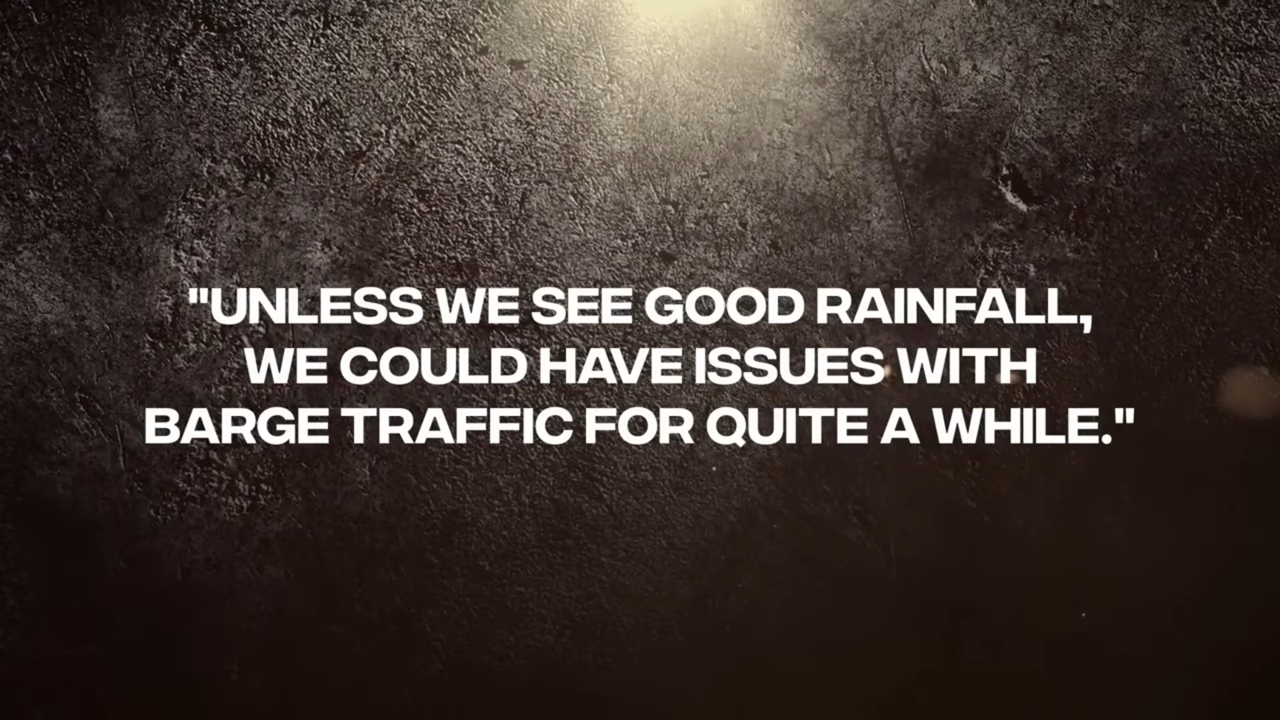 "UNLESS WE SEE GOOD RAINFALL,
WE COULD HAVE ISSUES WITH
BARGE TRAFFIC FOR QUITE A WHILE."